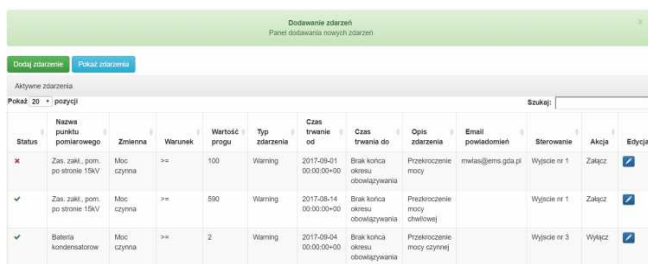 Dodawanie zdarzeń
Panel dodawania nowych zdarzeń
×
Dodaj zdarzenie
Pokaż zdarzenia
Aktywne zdarzenia
Pokaż 20 pozycji
Szukaj:
Status
Nazwa punktu pomiarowego
Zmienna
Warunek
Wartość progu
Typ zdarzenia
Czas trwanie od
Czas trwania do
Opis zdarzenia
Email powiadomień
Sterowanie
Akcja
Edycja
Zas. zakł., pom. po stronie 15kV
Moc czynna
>=
100
Warning
2017-09-01 00:00:00+00
Brak końca okresu obowiązywania
Przekroczenie mocy
mwlas@ems.gda.pl
Wyjscie nr 1
Załącz
Zas. zakł., pom. po stronie 15kV
Moc czynna
>=
590
Warning
2017-08-14 00:00:00+00
Brak końca okresu obowiązywania
mocy chwilowej
Wyjscie nr 1
Załącz
Bateria kondensatorow
Moc czynna
>=
2
Warning
2017-09-04 00:00:00+00
Brak końca okresu obowiązywania
Przekroczenie mocy czynnej
Wyjscie nr 3
Wyłącz